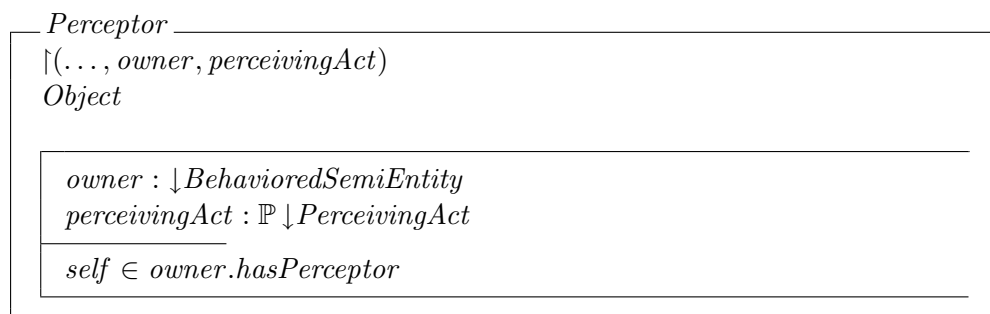 Perceptor
↾(. . . , owner, perceivingAct)
Object
owner : ↓BehavioredSemiEntity
perceivingAct : ℙ ↓PerceivingAct
self ∈ owner.hasPerceptor